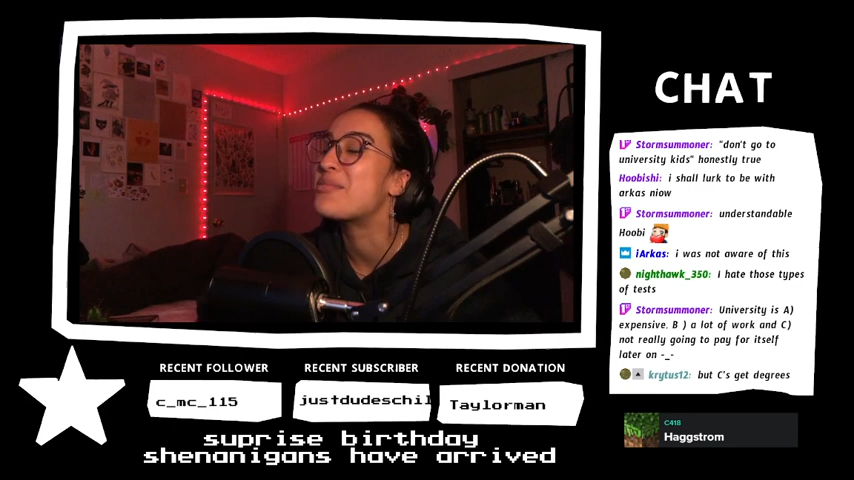 CHAT
Stormsummoner: "don't go to
university kids" honestly true
Hoobishi: i shall lurk to be with
arkas niow
Stormsummoner: understandable
Hoobi
iArkas: i was not aware of this
nighthawk_350: I hate those types
of tests
Stormsummoner: University is A)
expensive, B ) a lot of work and C)
not really going to pay for itself
later on -_-
krytus12: but C's get degrees
RECENT FOLLOWER
c_mc_115
RECENT SUBSCRIBER
justdudeschil
RECENT DONATION
Taylorman
C418
Haggstrom
suprise birthday
shenanigans have arrived